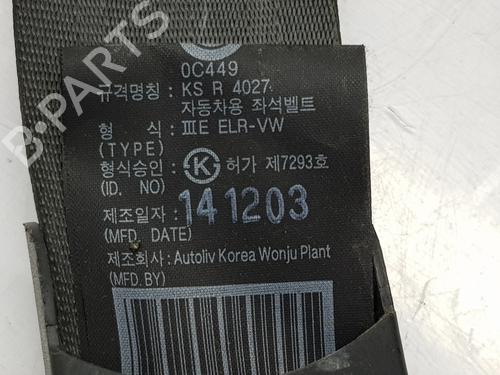 0C449
규격명칭 : KS R 4027
자동차용 좌석벨트
형 식 : ⅢE ELR-VW
(TYPE)
형식승인 : K 허가 제7293호
(ID. NO)
제조일자 : 141203
(MFD. DATE)
제조회사 : Autoliv Korea Wonju Plant
(MFD.BY)
B-Parts